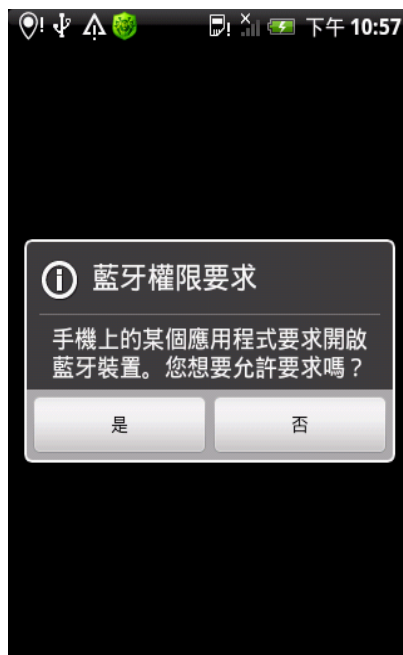 下午 10:57
藍牙權限要求
手機上的某個應用程式要求開啟
藍牙裝置。您想要允許要求嗎？
是
否